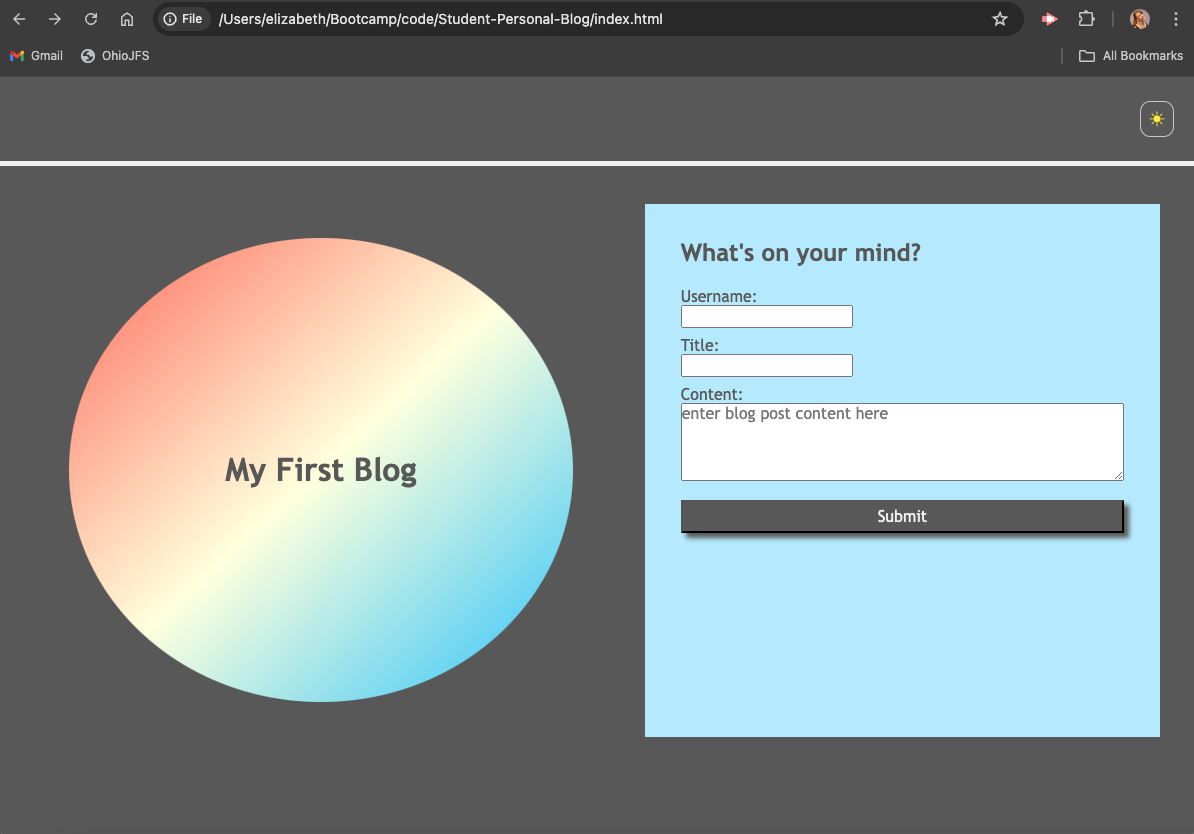 File /Users/elizabeth/Bootcamp/code/Student-Personal-Blog/index.html
Gmail OhioJFS All Bookmarks
My First Blog
What's on your mind?
Username:
Title:
Content:
enter blog post content here
Submit